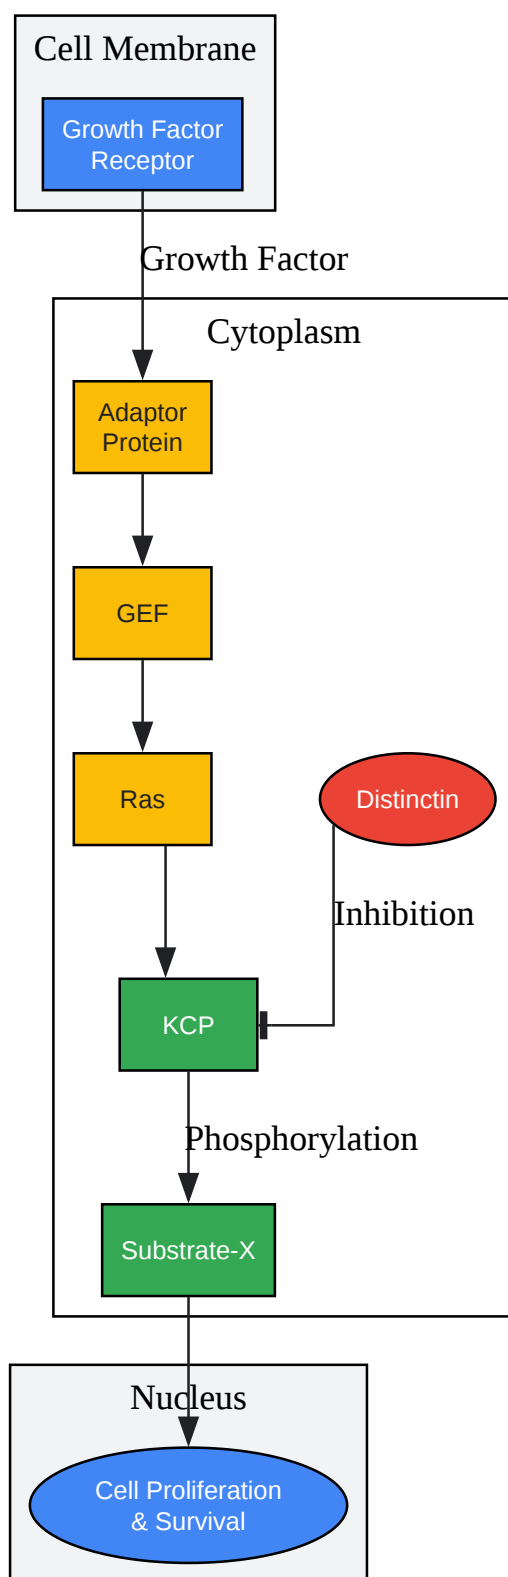 Cell Membrane
Growth Factor
Receptor
Growth Factor
Cytoplasm
Adaptor
Protein
GEF
Ras
Distinctin
Inhibition
KCP
Phosphorylation
Substrate-X
Nucleus
Cell Proliferation
& Survival